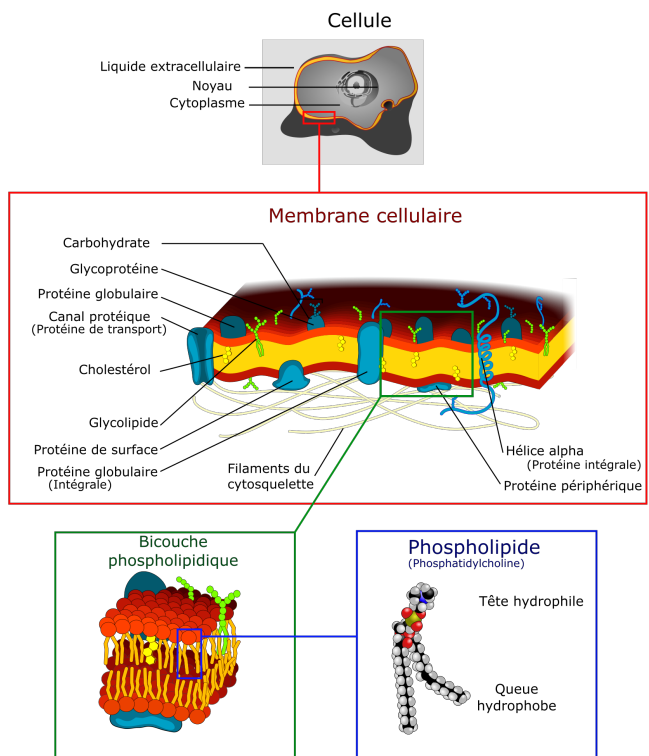 Cellule
Liquide extracellulaire
Noyau
Cytoplasme
Membrane cellulaire
Carbohydrate
Glycoprotéine
Protéine globulaire
Canal protéique
(Protéine de transport)
Cholestérol
Glycolipide
Protéine de surface
Protéine globulaire
(Intégrale)
Filaments du
cytosquelette
Hélice alpha
(Protéine intégrale)
Protéine périphérique
Bicouche
phospholipidique
Phospholipide
(Phosphatidylcholine)
Tête hydrophile
Queue
hydrophobe